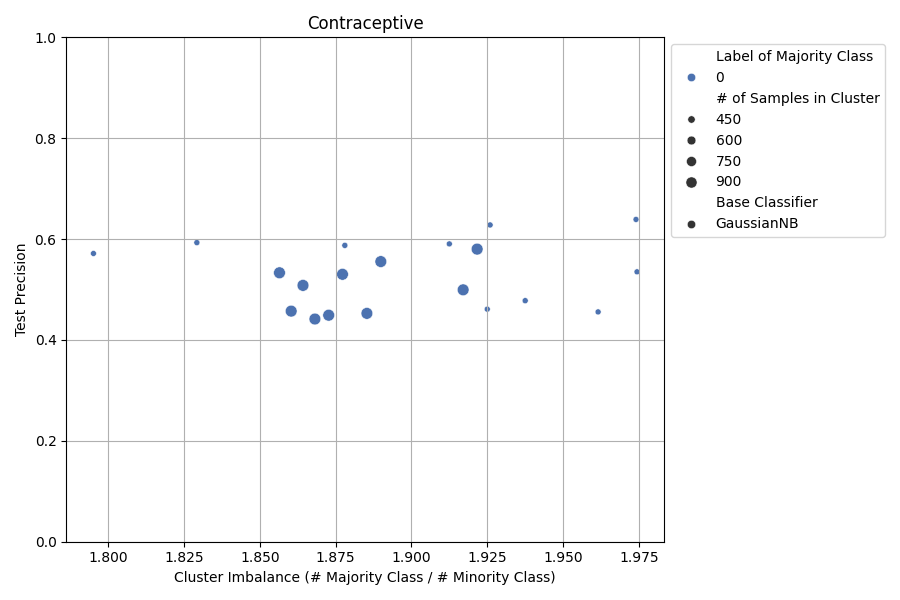 Contraceptive
1.0
0.8
0.6
0.4
0.2
0.0
Test Precision
1.800
1.825
1.850
1.875
1.900
1.925
1.950
1.975
Cluster Imbalance (# Majority Class / # Minority Class)
Label of Majority Class
0
# of Samples in Cluster
450
600
750
900
Base Classifier
GaussianNB